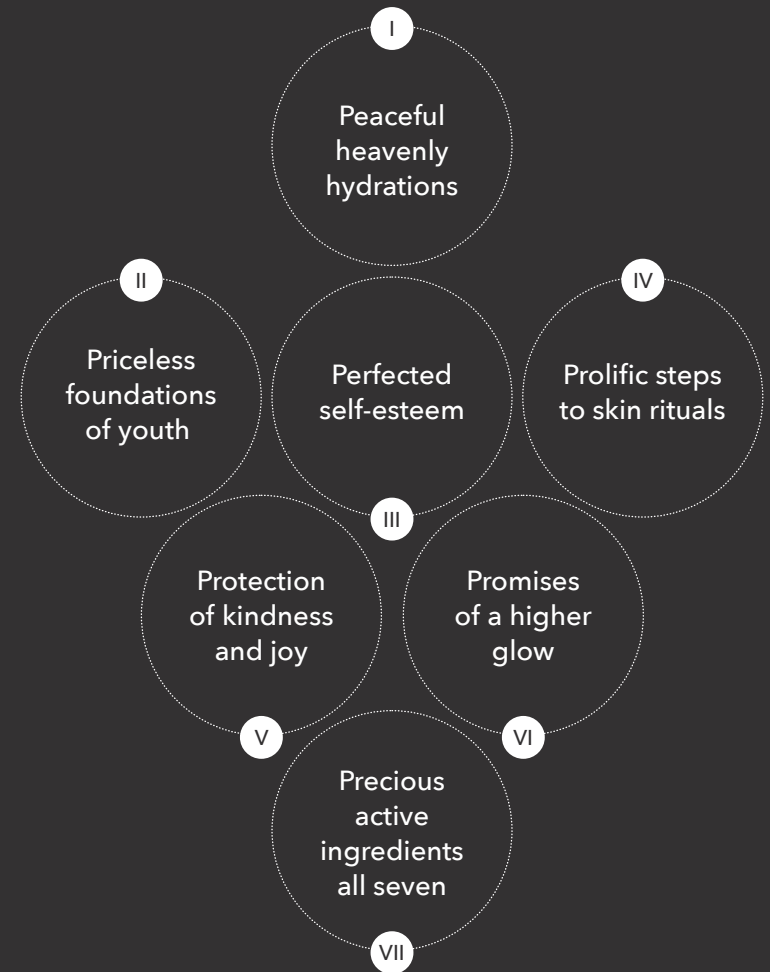 I
Peaceful
heavenly
hydrations
II
Priceless
foundations
of youth
Perfected
self-esteem
III
IV
Prolific steps
to skin rituals
Protection
of kindness
and joy
V
Promises
of a higher
glow
VI
Precious
active
ingredients
all seven
VII